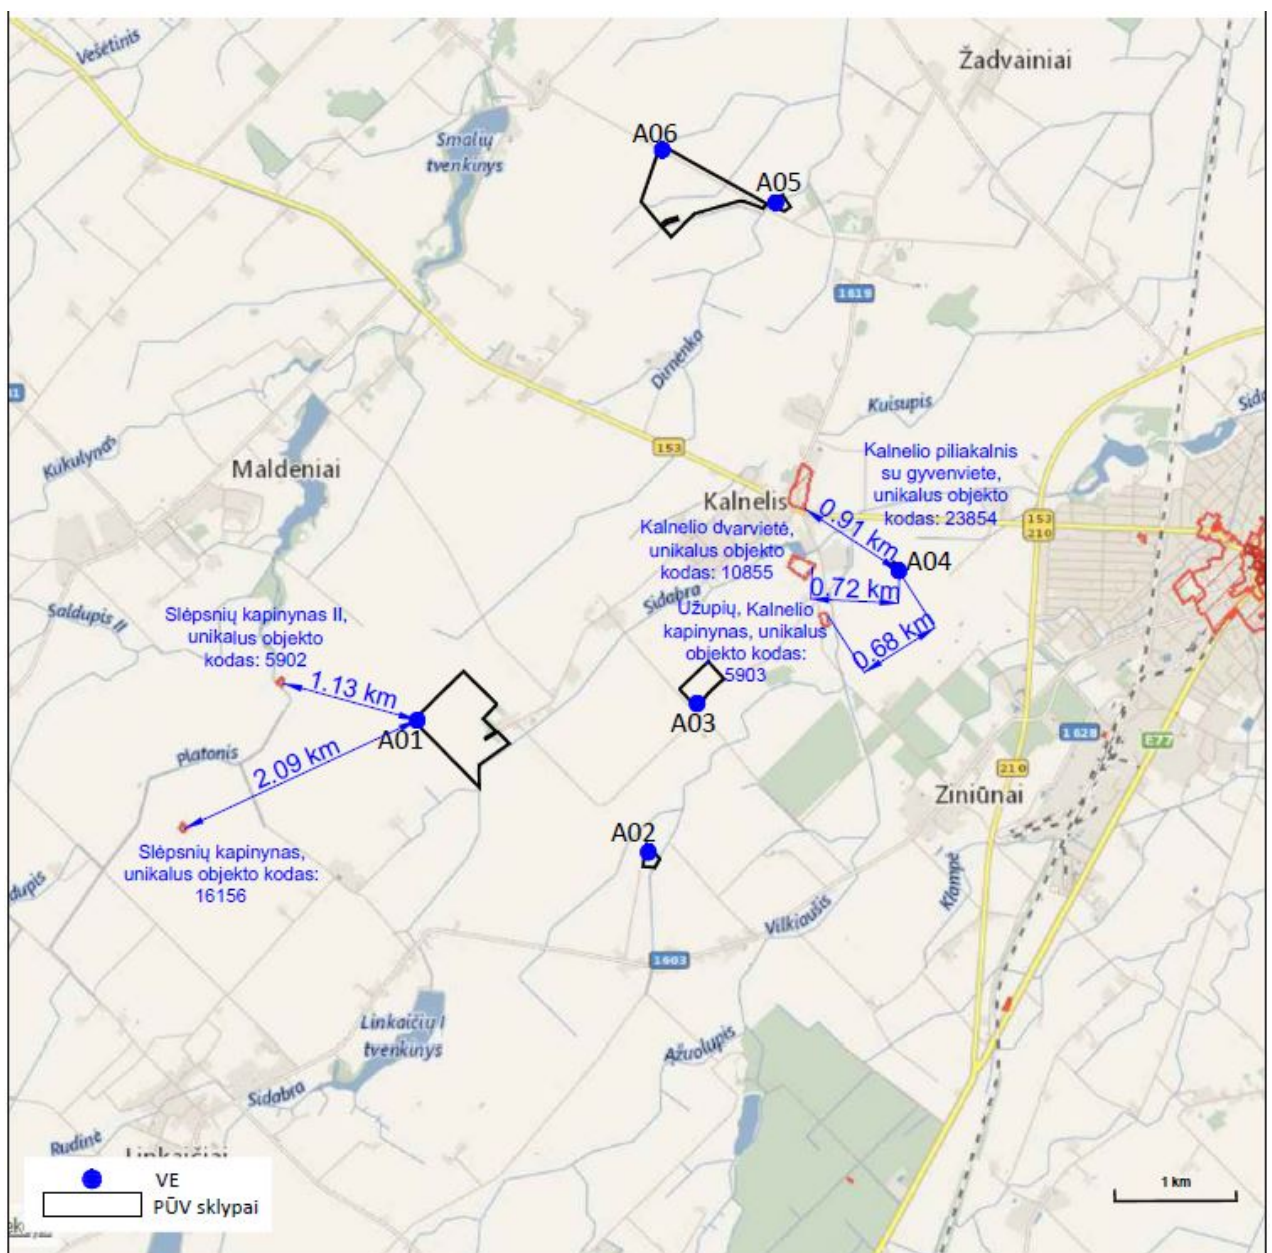 Vešėtinis
Žadvainiai
Smalių
tvenkinys
A06
A05
1619
Dirnėnka
Kuisupis
Kukulynas
Maldeniai
153
Kalnelio piliakalnis
su gyvenviete,
unikalus objekto
kodas: 23854
Kalnelis
0.91 km
153
210
Kalnelio dvarvietė,
unikalus objekto
kodas: 10855
A04
0.72 km
Sidabra
Saldupis II
Slėpsnių kapinynas II,
unikalus objekto
kodas: 5902
Užupių, Kalnelio
kapinynas, unikalus
objekto kodas:
5903
0.68 km
1.13 km
A01
A03
1628
E77
Platonis
2.09 km
210
Ziniūnai
A02
Slėpsnių kapinynas,
unikalus objekto kodas:
16156
Klampė
Vilkiaušis
1603
Linkaičių I
tvenkinys
Ažuolupis
Sidabra
Rudinė
Linkaičiai
VE
PŪV sklypai
1 km